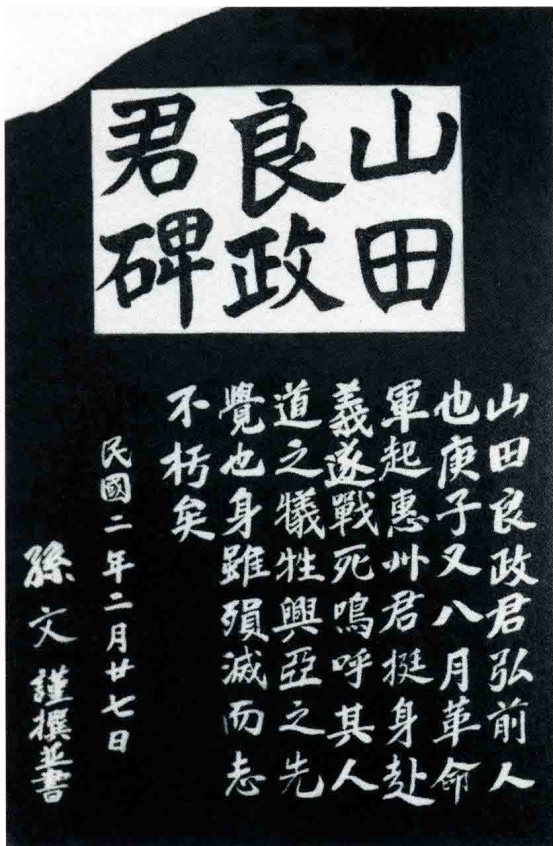 山田
良政
君碑
山田良政君弘前人
也庚子又八月革命
軍起惠州君挺身赴
義遂戰死嗚呼其人
道之犧牲興亞之先
覺也身雖殞滅而志
不朽矣
民國二年二月廿七日
孫文謹撰並書